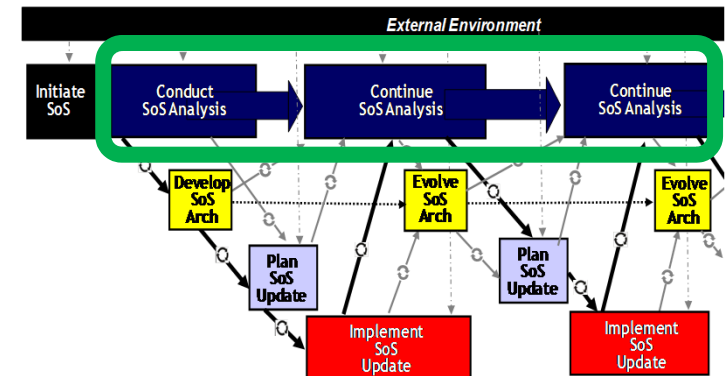 External Environment
Initiate
SoS
Conduct
SoS Analysis
Continue
SoS Analysis
Continue
SoS Analysis
Develop
SoS
Arch
Evolve
SoS
Arch
Evolve
SoS
Arch
Plan
SoS
Update
Plan
SoS
Update
Implement
SoS
Update
Implement
SoS
Update